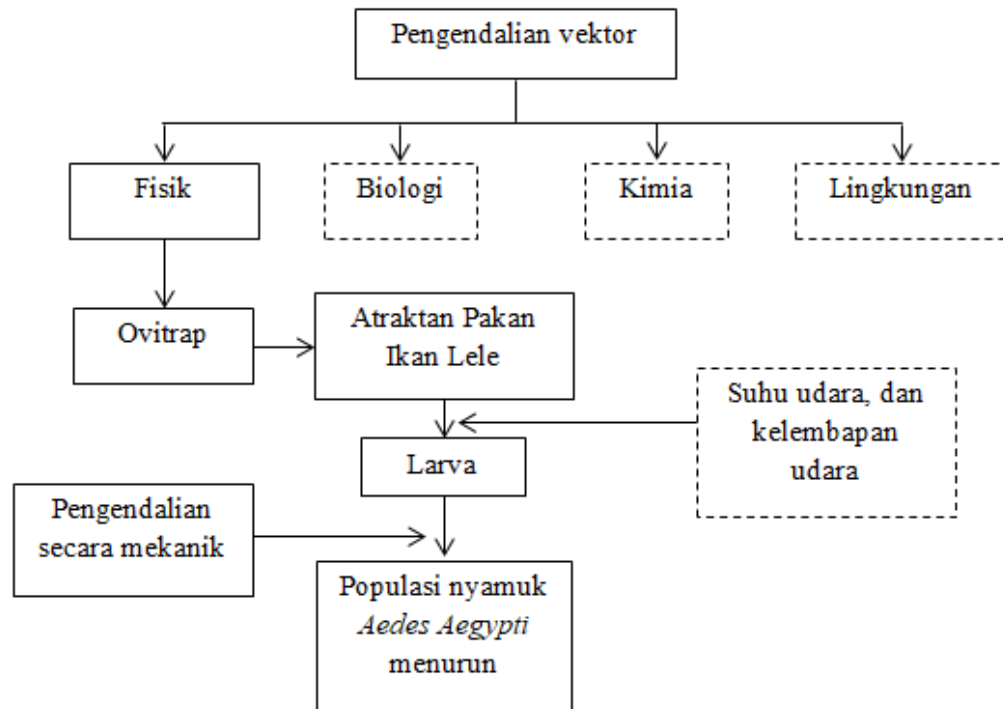 Pengendalian vektor
Fisik
Biologi
Kimia
Lingkungan
Ovitrap
Atraktan Pakan
Ikan Lele
Suhu udara, dan
kelembapan
udara
Larva
Pengendalian
secara mekanik
Populasi nyamuk
Aedes Aegypti
menurun